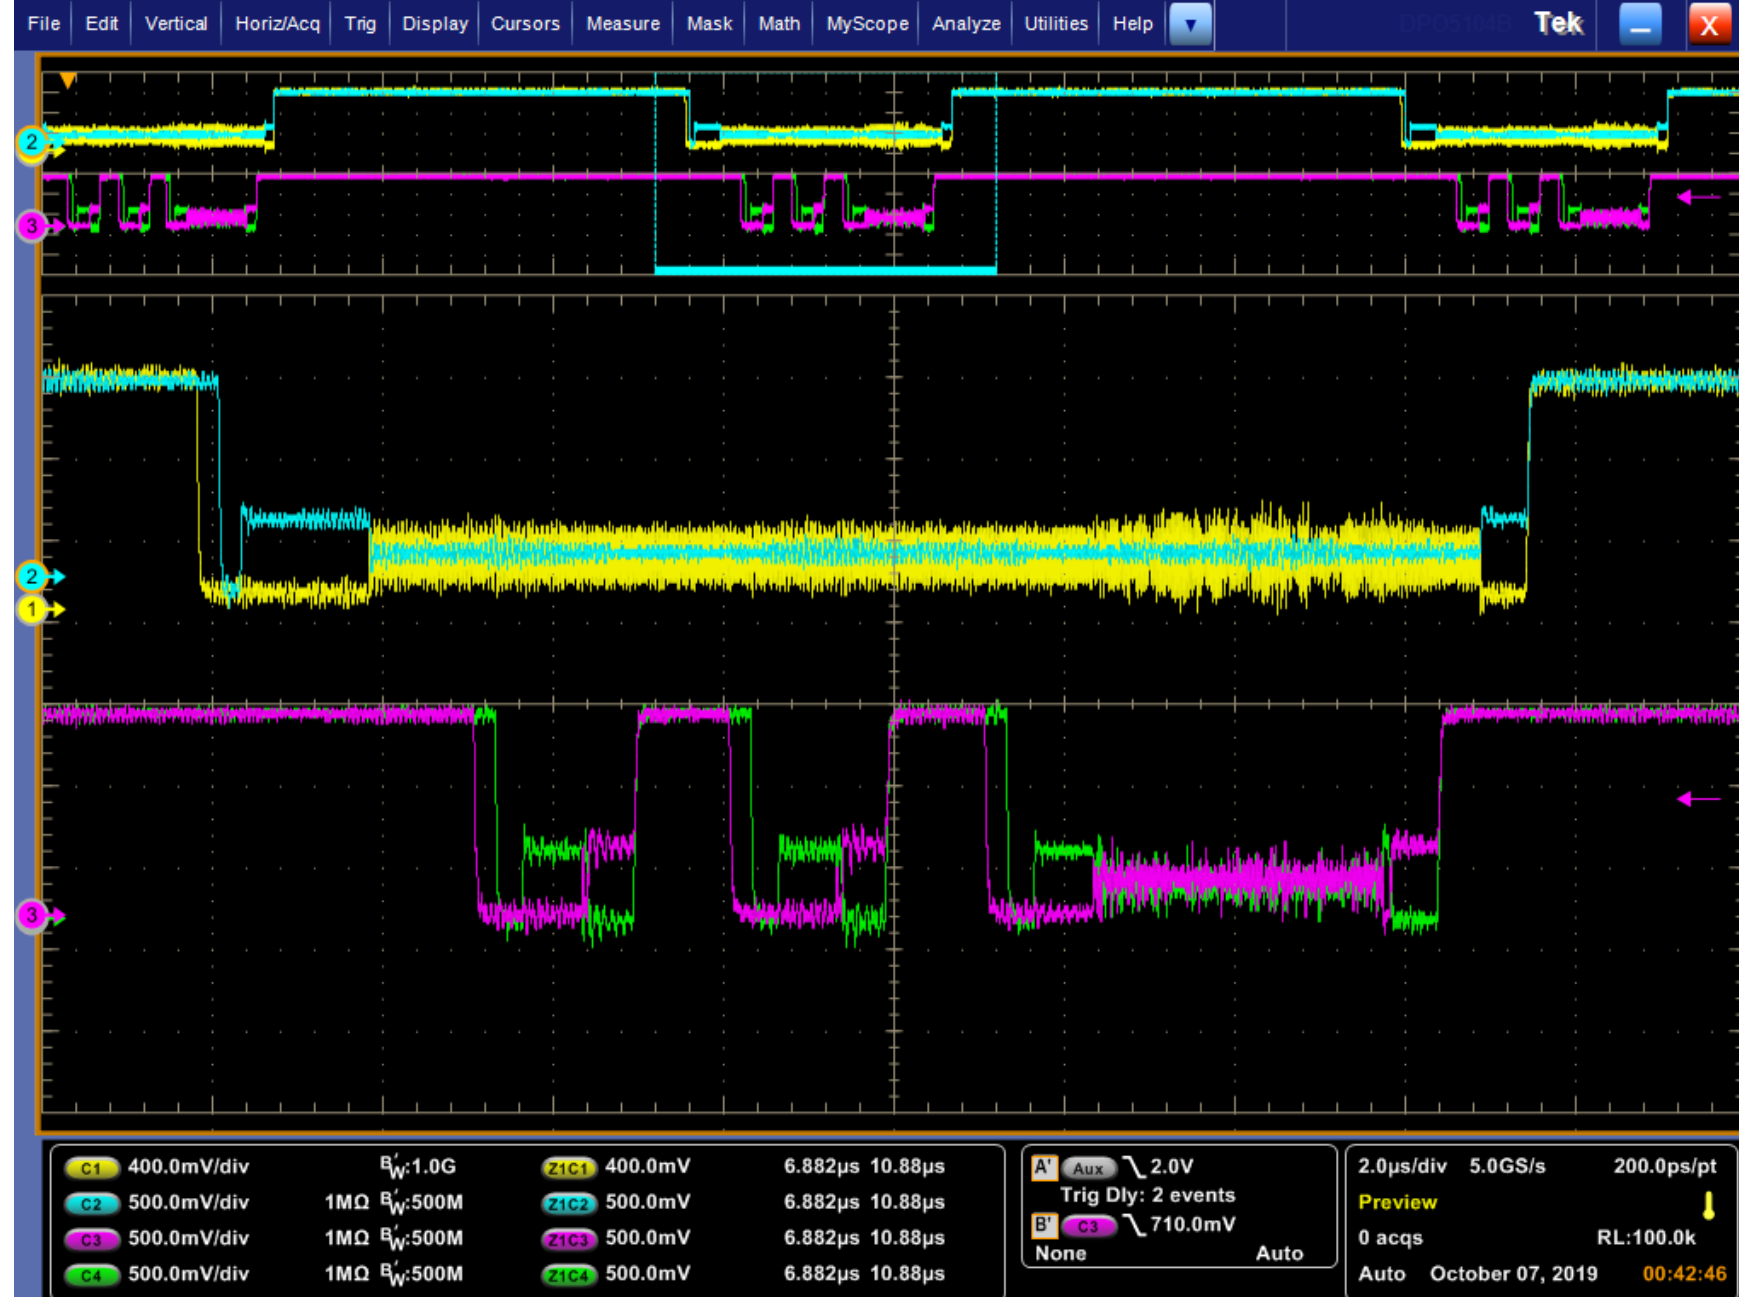 File Edit Vertical Horiz/Acq Trig Display Cursors Measure Mask Math MyScope Analyze Utilities Help DPO5104B Tek X
2
3
2
1
3
C1 400.0mV/div BW:1.0G Z1C1 400.0mV 6.882µs 10.88µs
C2 500.0mV/div 1MΩ BW:500M Z1C2 500.0mV 6.882µs 10.88µs
C3 500.0mV/div 1MΩ BW:500M Z1C3 500.0mV 6.882µs 10.88µs
C4 500.0mV/div 1MΩ BW:500M Z1C4 500.0mV 6.882µs 10.88µs
A' Aux 2.0V
Trig Dly: 2 events
B' C3 710.0mV
None Auto
2.0µs/div 5.0GS/s 200.0ps/pt
Preview
0 acqs RL:100.0k
Auto October 07, 2019 00:42:46